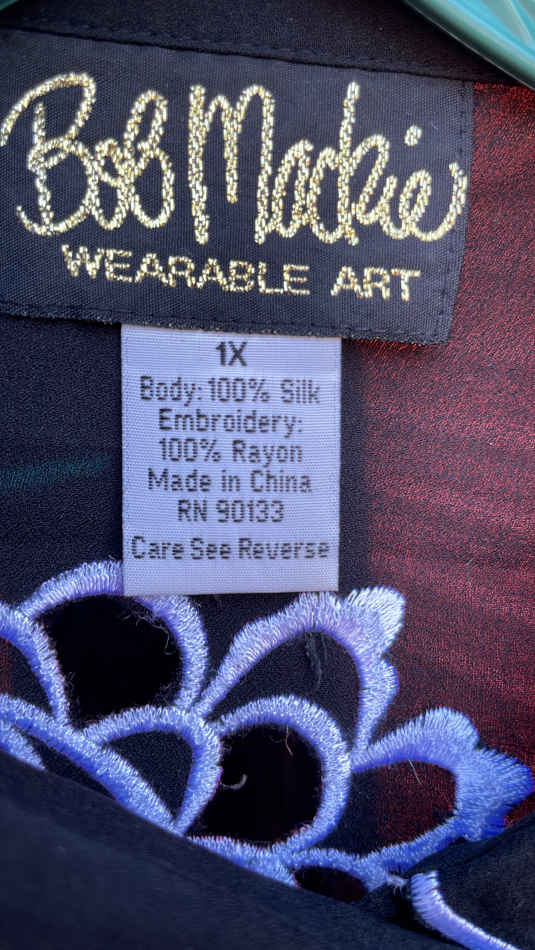 Bob Mackie
WEARABLE ART
1X
Body: 100% Silk
Embroidery:
100% Rayon
Made in China
RN 90133
Care See Reverse